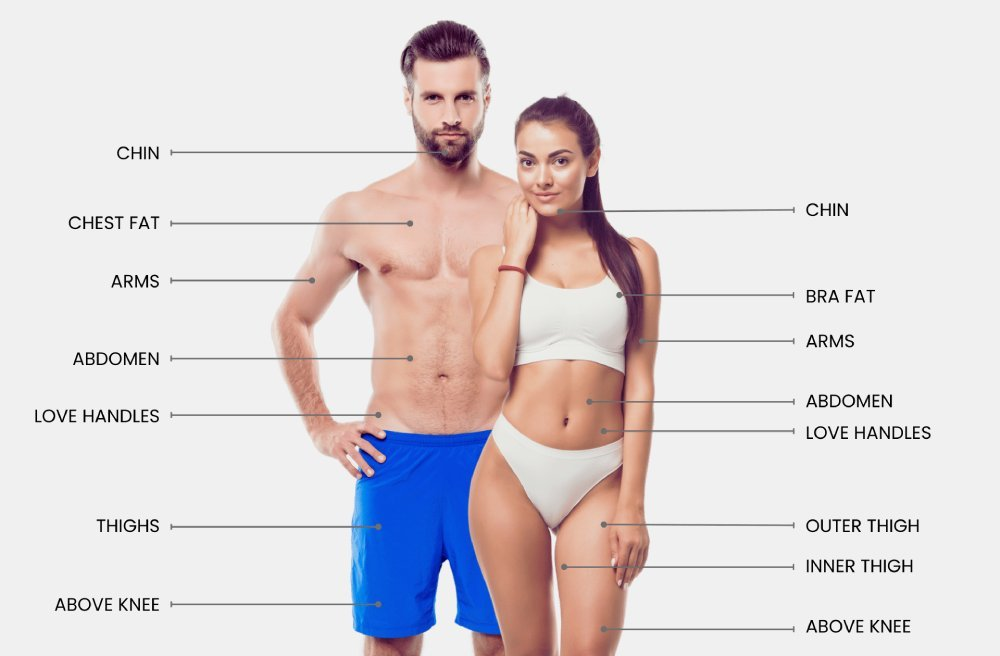 CHIN
CHEST FAT
ARMS
ABDOMEN
LOVE HANDLES
THIGHS
ABOVE KNEE
CHIN
BRA FAT
ARMS
ABDOMEN
LOVE HANDLES
OUTER THIGH
INNER THIGH
ABOVE KNEE